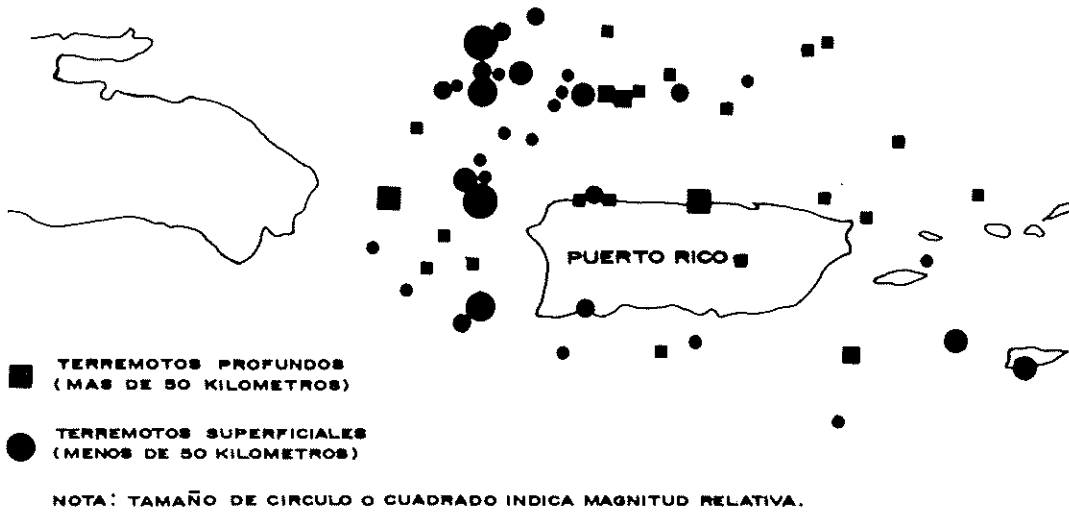 PUERTO RICO
TERREMOTOS PROFUNDOS
(MAS DE 50 KILOMETROS)
TERREMOTOS SUPERFICIALES
(MENOS DE 50 KILOMETROS)
NOTA: TAMAÑO DE CIRCULO O CUADRADO INDICA MAGNITUD RELATIVA.